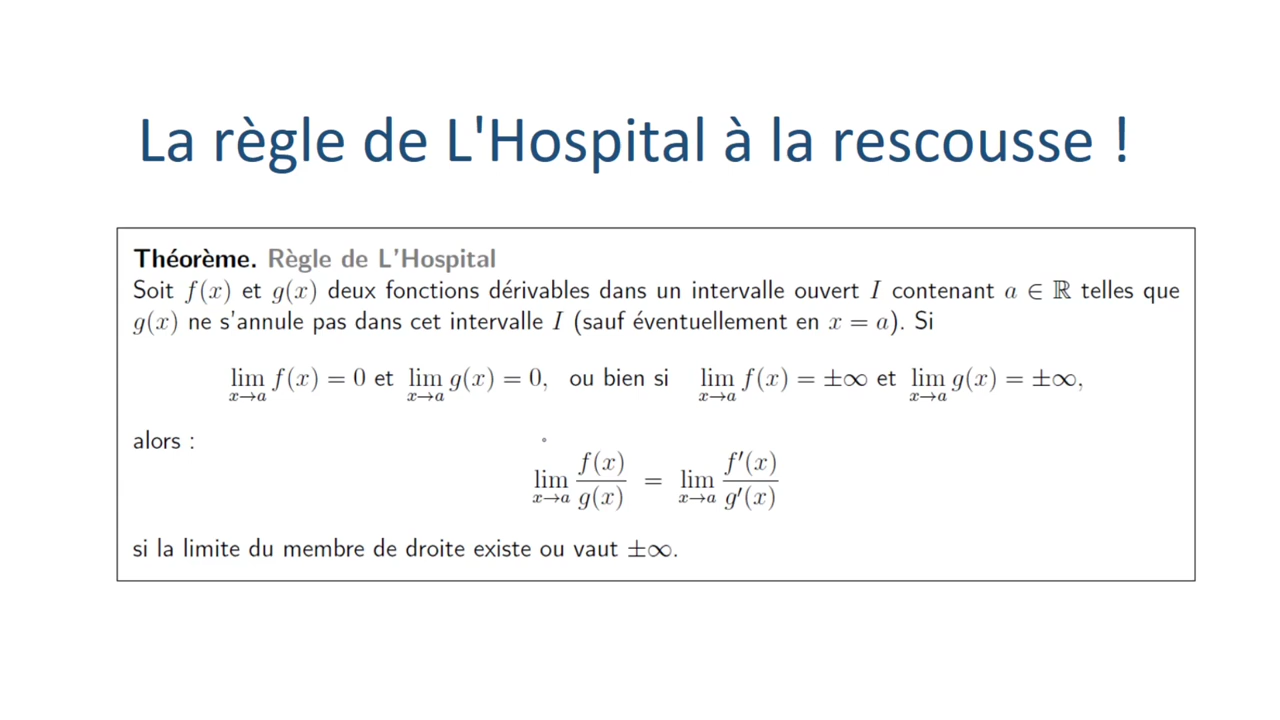 La règle de L'Hospital à la rescousse !
Théorème. Règle de L'Hospital
Soit f(x) et g(x) deux fonctions dérivables dans un intervalle ouvert I contenant a ∈ ℝ telles que
g(x) ne s'annule pas dans cet intervalle I (sauf éventuellement en x = a). Si
lim_{x→a} f(x) = 0 et lim_{x→a} g(x) = 0, ou bien si lim_{x→a} f(x) = ±∞ et lim_{x→a} g(x) = ±∞,
alors :
lim_{x→a} f(x)/g(x) = lim_{x→a} f′(x)/g′(x)
si la limite du membre de droite existe ou vaut ±∞.